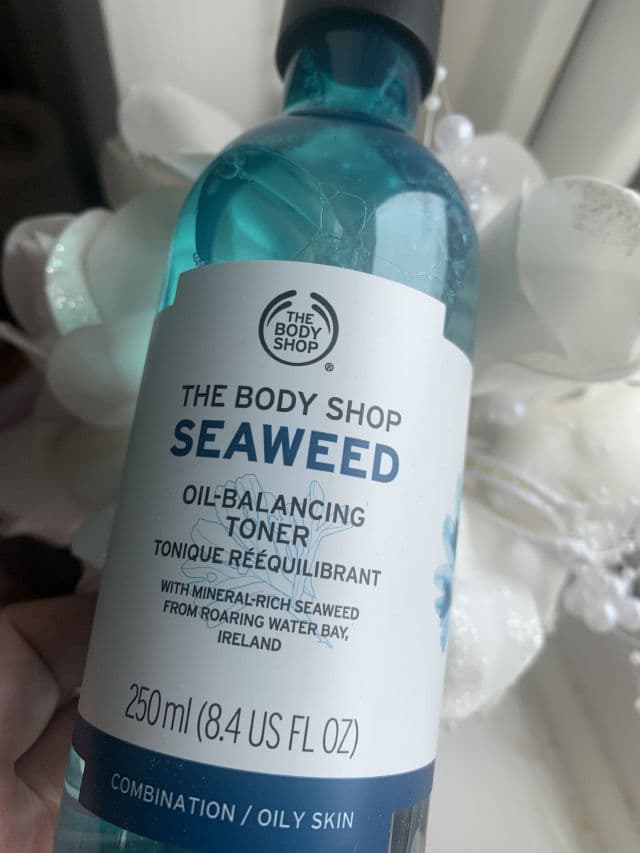 THE
BODY
SHOP
®
THE BODY SHOP
SEAWEED
OIL-BALANCING
TONER
TONIQUE RÉÉQUILIBRANT
WITH MINERAL-RICH SEAWEED
FROM ROARING WATER BAY,
IRELAND
250ml (8.4 US FL OZ)
COMBINATION / OILY SKIN